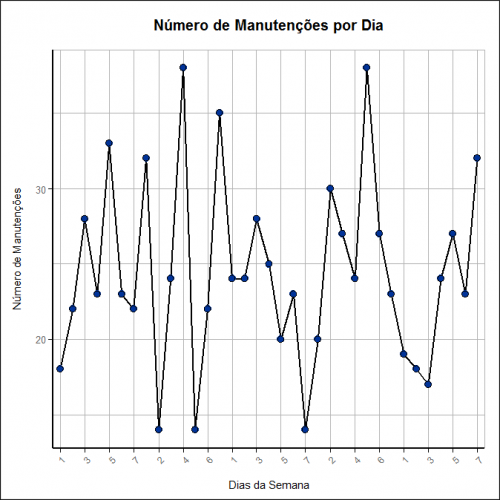 Número de Manutenções por Dia
Número de Manutenções
30
20
1 3 5 7 2 4 6 1 3 5 7 2 4 6 1 3 5 7
Dias da Semana